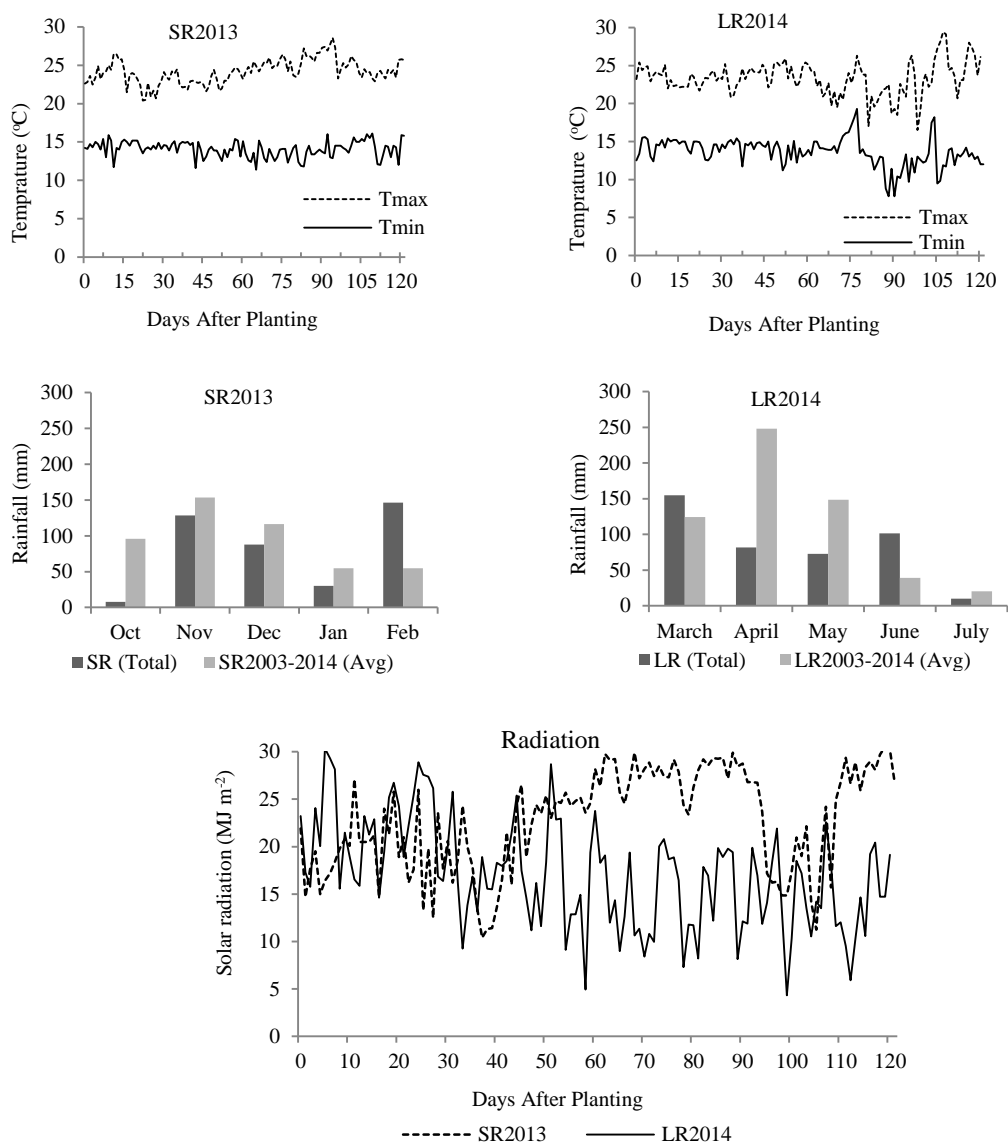 SR2013
30
25
20
15
10
5
0
Temprature (ºC)
Tmax
Tmin
0 15 30 45 60 75 90 105 120
Days After Planting
LR2014
30
25
20
15
10
5
0
Temprature (ºC)
Tmax
Tmin
0 15 30 45 60 75 90 105 120
Days After Planting
SR2013
300
250
200
150
100
50
0
Rainfall (mm)
Oct Nov Dec Jan Feb
SR (Total) SR2003-2014 (Avg)
LR2014
300
250
200
150
100
50
0
Rainfall (mm)
March April May June July
LR (Total) LR2003-2014 (Avg)
Radiation
30
25
20
15
10
5
0
Solar radiation (MJ m-2)
0 10 20 30 40 50 60 70 80 90 100 110 120
Days After Planting
SR2013 LR2014